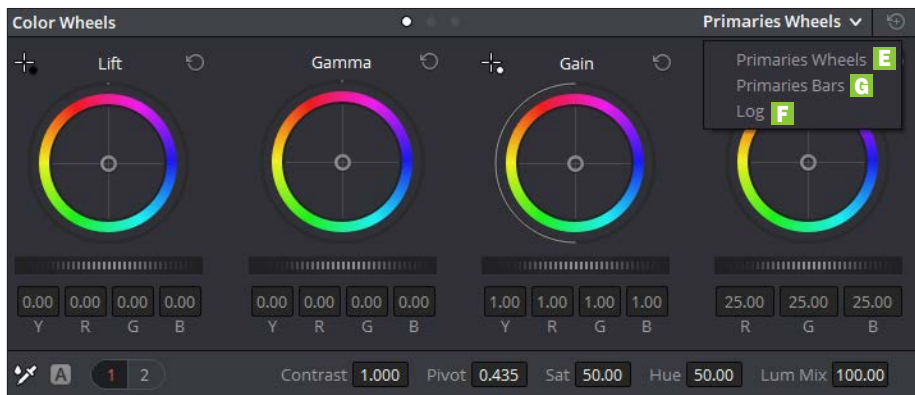 Color Wheels Primaries Wheels
Lift Gamma Gain Primaries Wheels E
Primaries Bars G
Log F
0.00 0.00 0.00 0.00 0.00 0.00 0.00 0.00 1.00 1.00 1.00 1.00 25.00 25.00 25.00
Y R G B Y R G B Y R G B R G B
A 1 2 Contrast 1.000 Pivot 0.435 Sat 50.00 Hue 50.00 Lum Mix 100.00